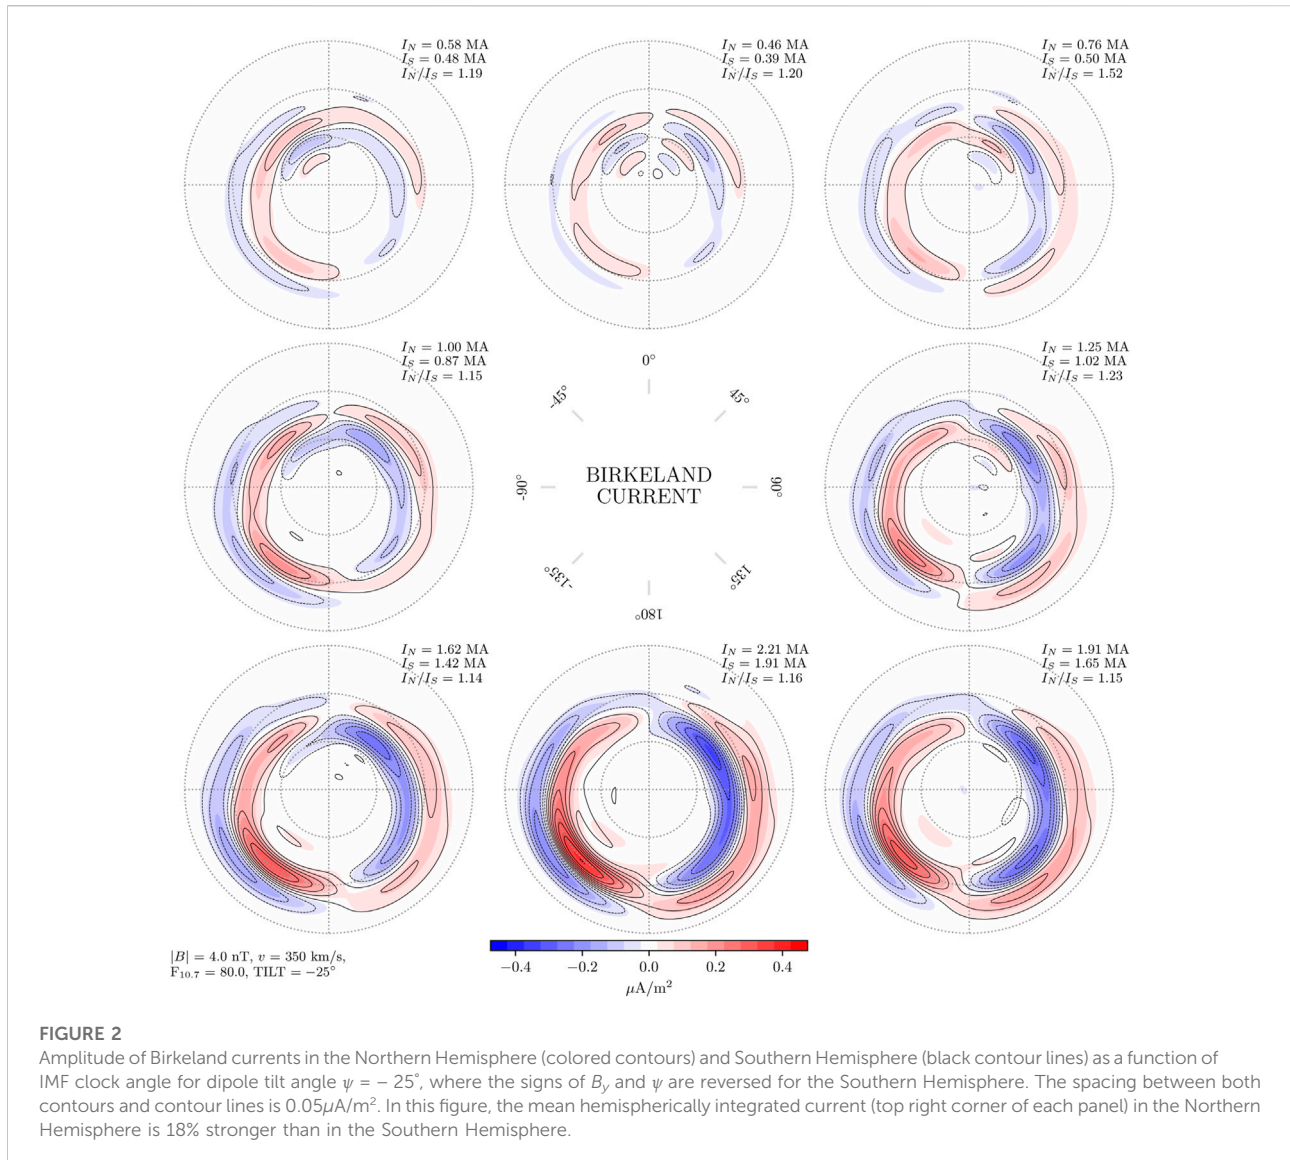 I_N = 0.58 MA
I_S = 0.48 MA
I_N/I_S = 1.19
I_N = 0.46 MA
I_S = 0.39 MA
I_N/I_S = 1.20
I_N = 0.76 MA
I_S = 0.50 MA
I_N/I_S = 1.52
I_N = 1.00 MA
I_S = 0.87 MA
I_N/I_S = 1.15
0°
-45°
45°
-90°
BIRKELAND
CURRENT
90°
-135°
135°
180°
I_N = 1.25 MA
I_S = 1.02 MA
I_N/I_S = 1.23
I_N = 1.62 MA
I_S = 1.42 MA
I_N/I_S = 1.14
I_N = 2.21 MA
I_S = 1.91 MA
I_N/I_S = 1.16
I_N = 1.91 MA
I_S = 1.65 MA
I_N/I_S = 1.15
|B| = 4.0 nT, v = 350 km/s,
F₁₀.₇ = 80.0, TILT = −25°
−0.4 −0.2 0.0 0.2 0.4
μA/m²
FIGURE 2
Amplitude of Birkeland currents in the Northern Hemisphere (colored contours) and Southern Hemisphere (black contour lines) as a function of
IMF clock angle for dipole tilt angle ψ = − 25°, where the signs of B_y and ψ are reversed for the Southern Hemisphere. The spacing between both
contours and contour lines is 0.05μA/m². In this figure, the mean hemispherically integrated current (top right corner of each panel) in the Northern
Hemisphere is 18% stronger than in the Southern Hemisphere.